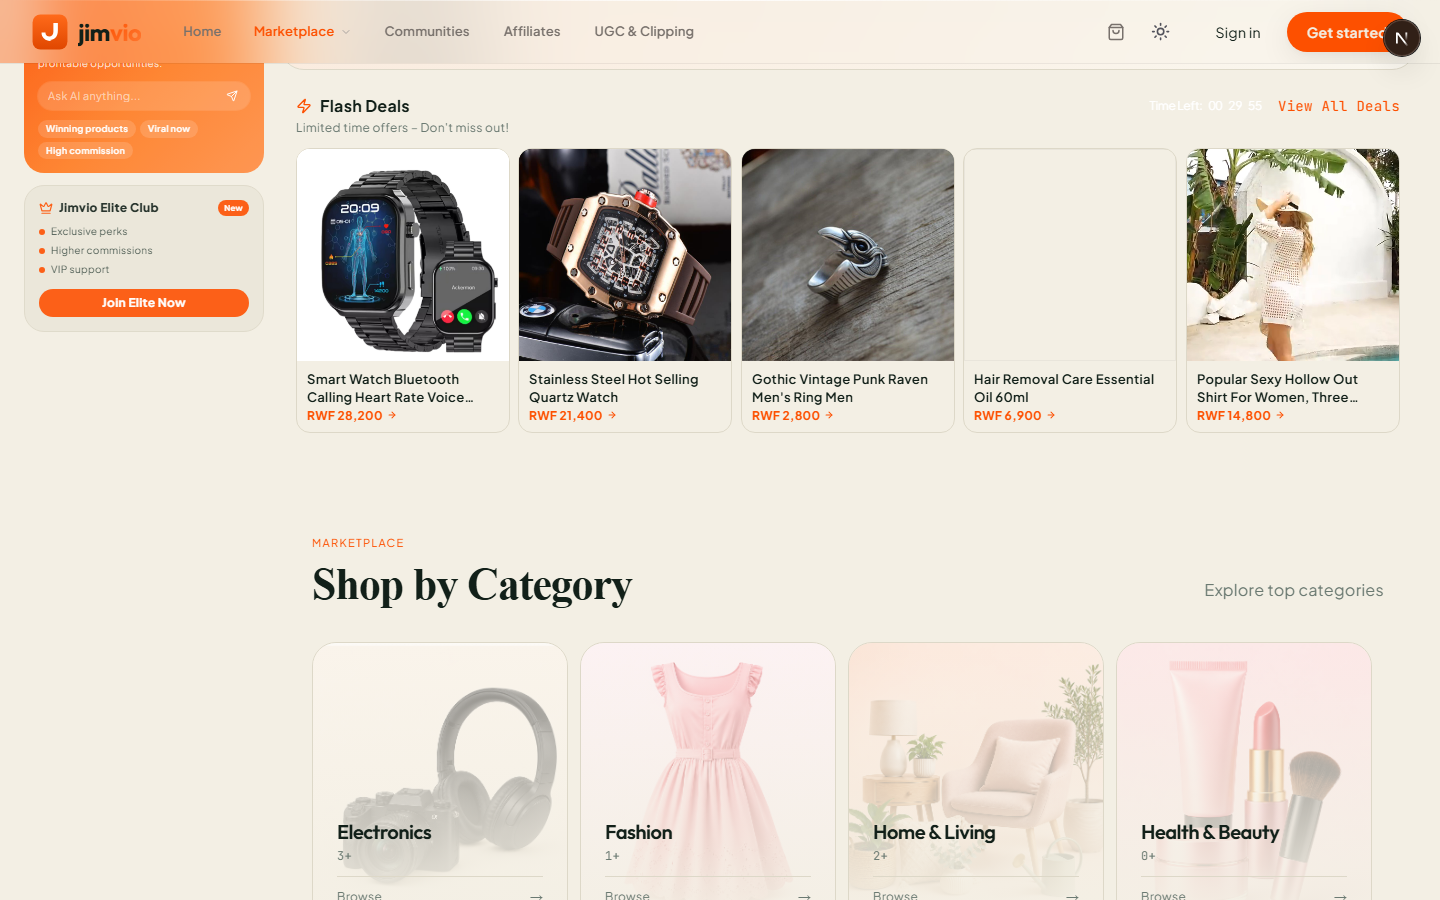 jimvio
Home
Marketplace
Communities
Affiliates
UGC & Clipping
Sign in
Get started
N
profitable opportunities.
Ask AI anything...
Winning products
Viral now
High commission
Jimvio Elite Club
New
Exclusive perks
Higher commissions
VIP support
Join Elite Now
Flash Deals
Limited time offers – Don't miss out!
Time Left: 00 29 55
View All Deals
20:09
Ackerman
Smart Watch Bluetooth
Calling Heart Rate Voice…
RWF 28,200 →
Stainless Steel Hot Selling
Quartz Watch
RWF 21,400 →
Gothic Vintage Punk Raven
Men's Ring Men
RWF 2,800 →
Hair Removal Care Essential
Oil 60ml
RWF 6,900 →
Popular Sexy Hollow Out
Shirt For Women, Three…
RWF 14,800 →
MARKETPLACE
Shop by Category
Explore top categories
Electronics
3+
Browse →
Fashion
1+
Browse →
Home & Living
2+
Browse →
Health & Beauty
0+
Browse →